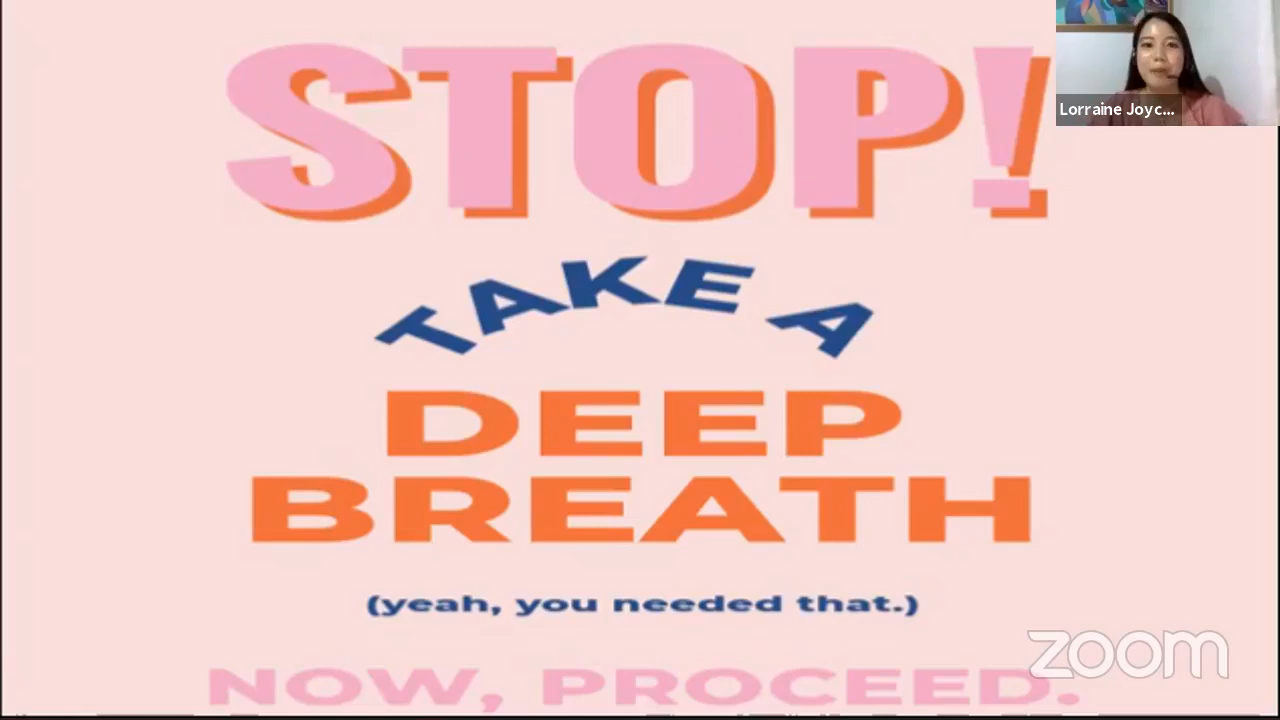 STOP!
TAKE A
DEEP
BREATH
(yeah, you needed that.)
NOW, PROCEED.
Lorraine Joyc...
zoom